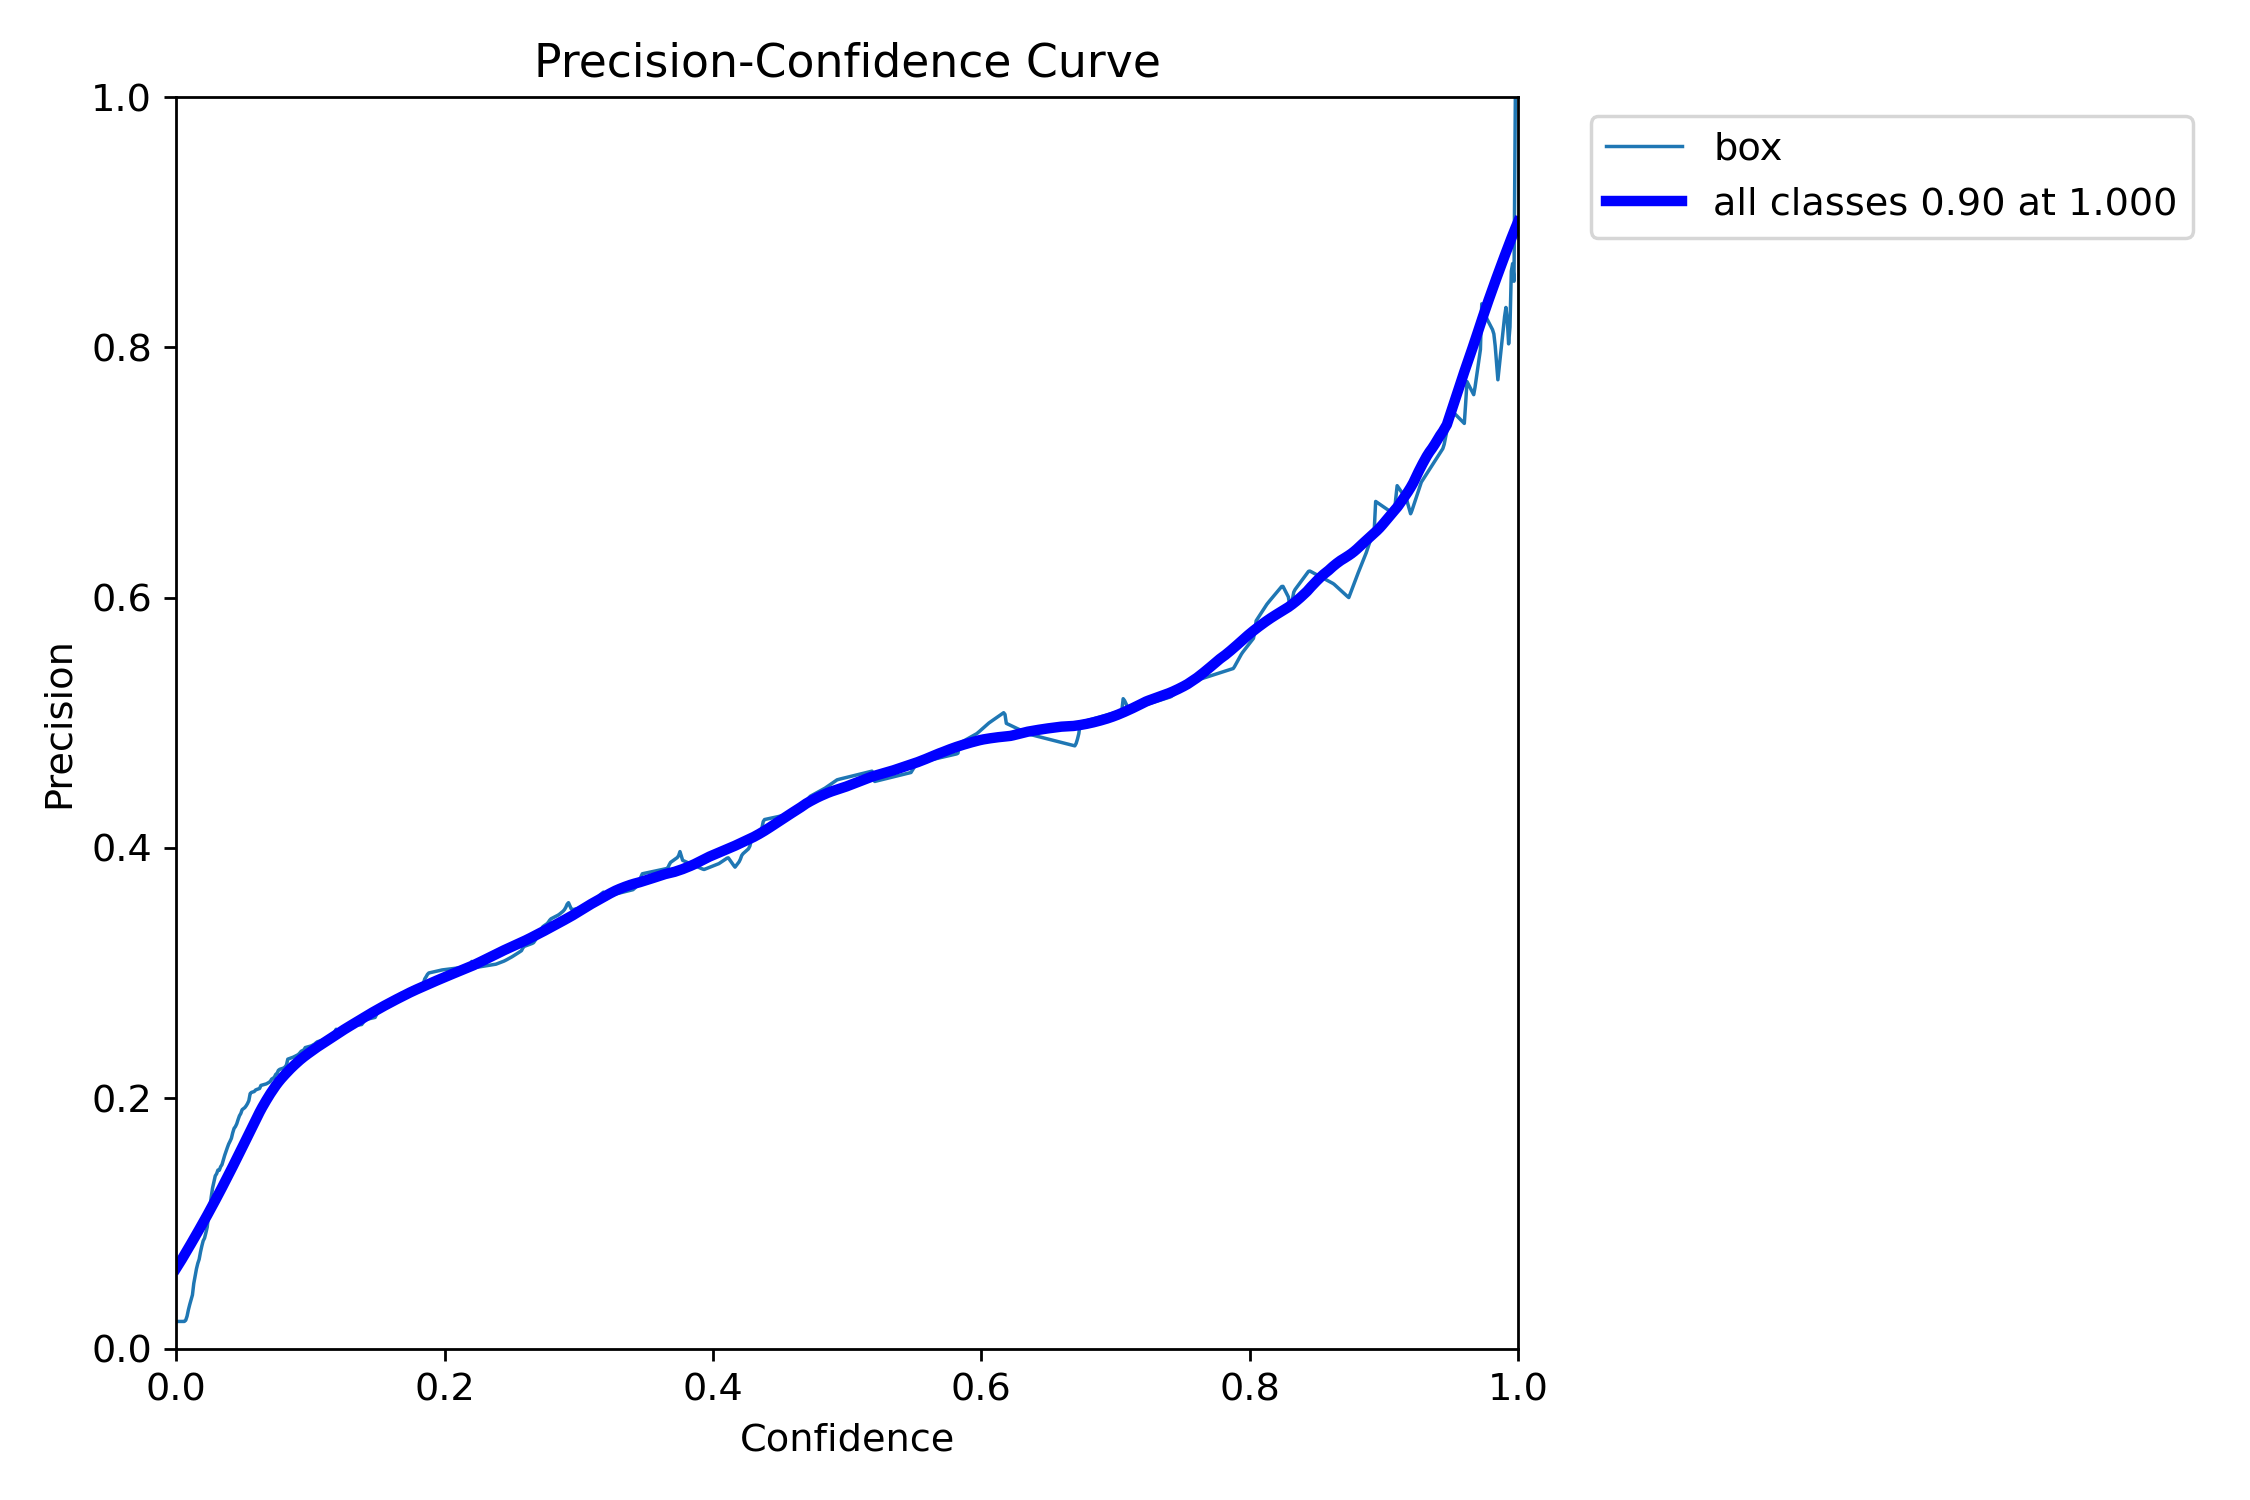 Precision-Confidence Curve
1.0
0.8
0.6
0.4
0.2
0.0
Precision
0.0 0.2 0.4 0.6 0.8 1.0
Confidence
box
all classes 0.90 at 1.000